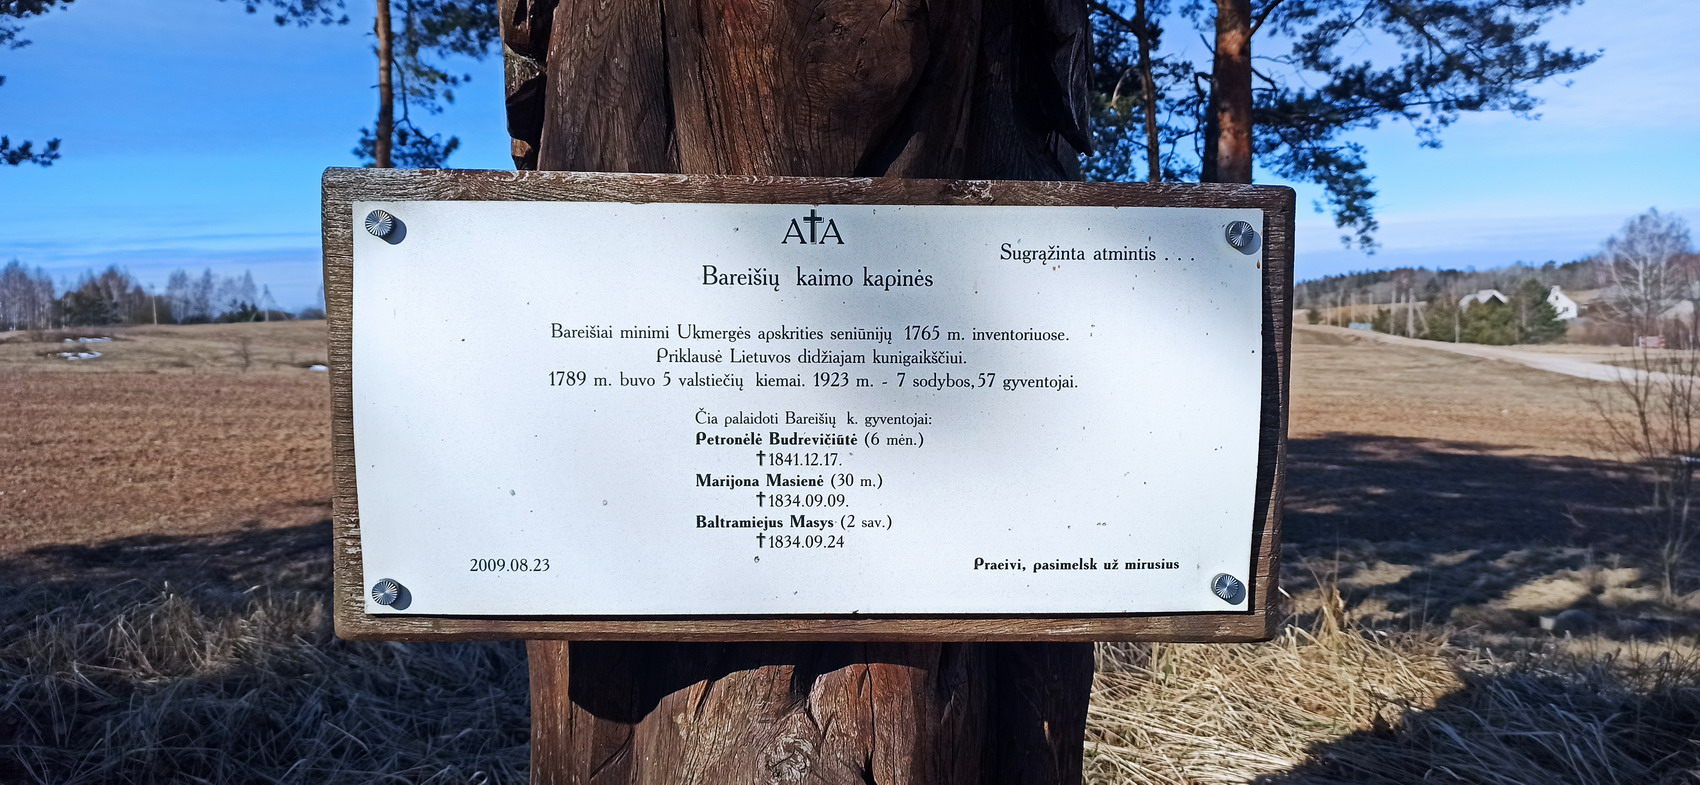 A†A
Sugrąžinta atmintis . . .
Bareišių kaimo kapinės
Bareišiai minimi Ukmergės apskrities seniūnijų 1765 m. inventoriuose.
Priklausė Lietuvos didžiajam kunigaikščiui.
1789 m. buvo 5 valstiečių kiemai. 1923 m. - 7 sodybos, 57 gyventojai.
Čia palaidoti Bareišių k. gyventojai:
Petronėlė Budrevičiūtė (6 mėn.)
†1841.12.17.
Marijona Masienė (30 m.)
†1834.09.09.
Baltramiejus Masys (2 sav.)
†1834.09.24
2009.08.23
Praeivi, pasimelsk už mirusius